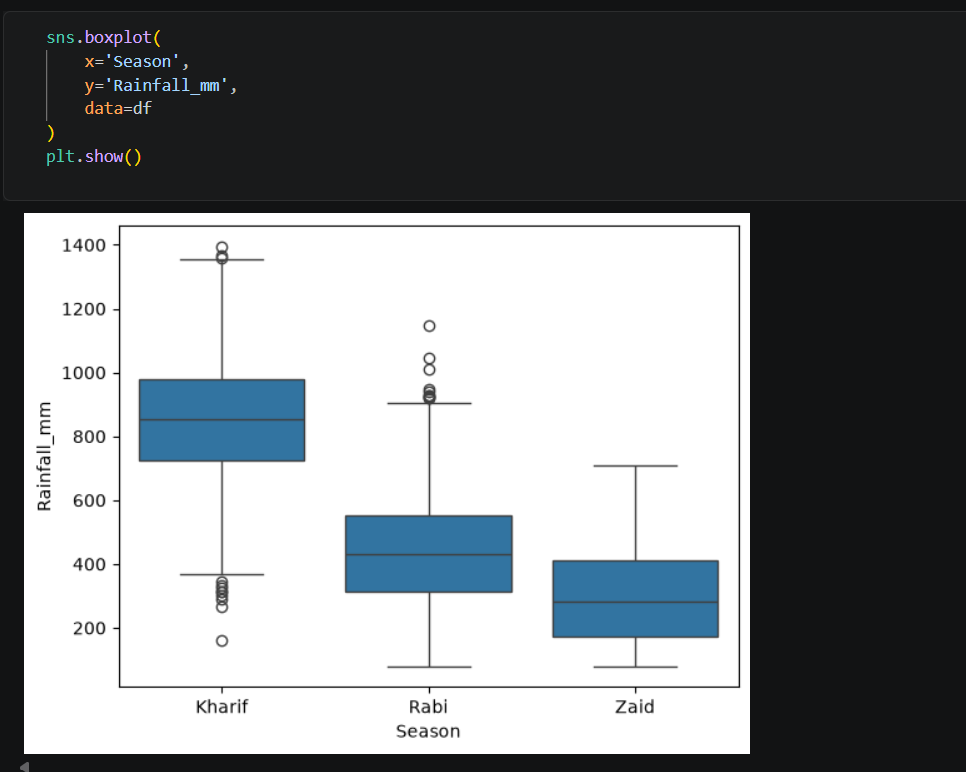 sns.boxplot(
    x='Season',
    y='Rainfall_mm',
    data=df
)
plt.show()
1400
1200
1000
800
600
400
200
Rainfall_mm
Kharif Rabi Zaid
Season